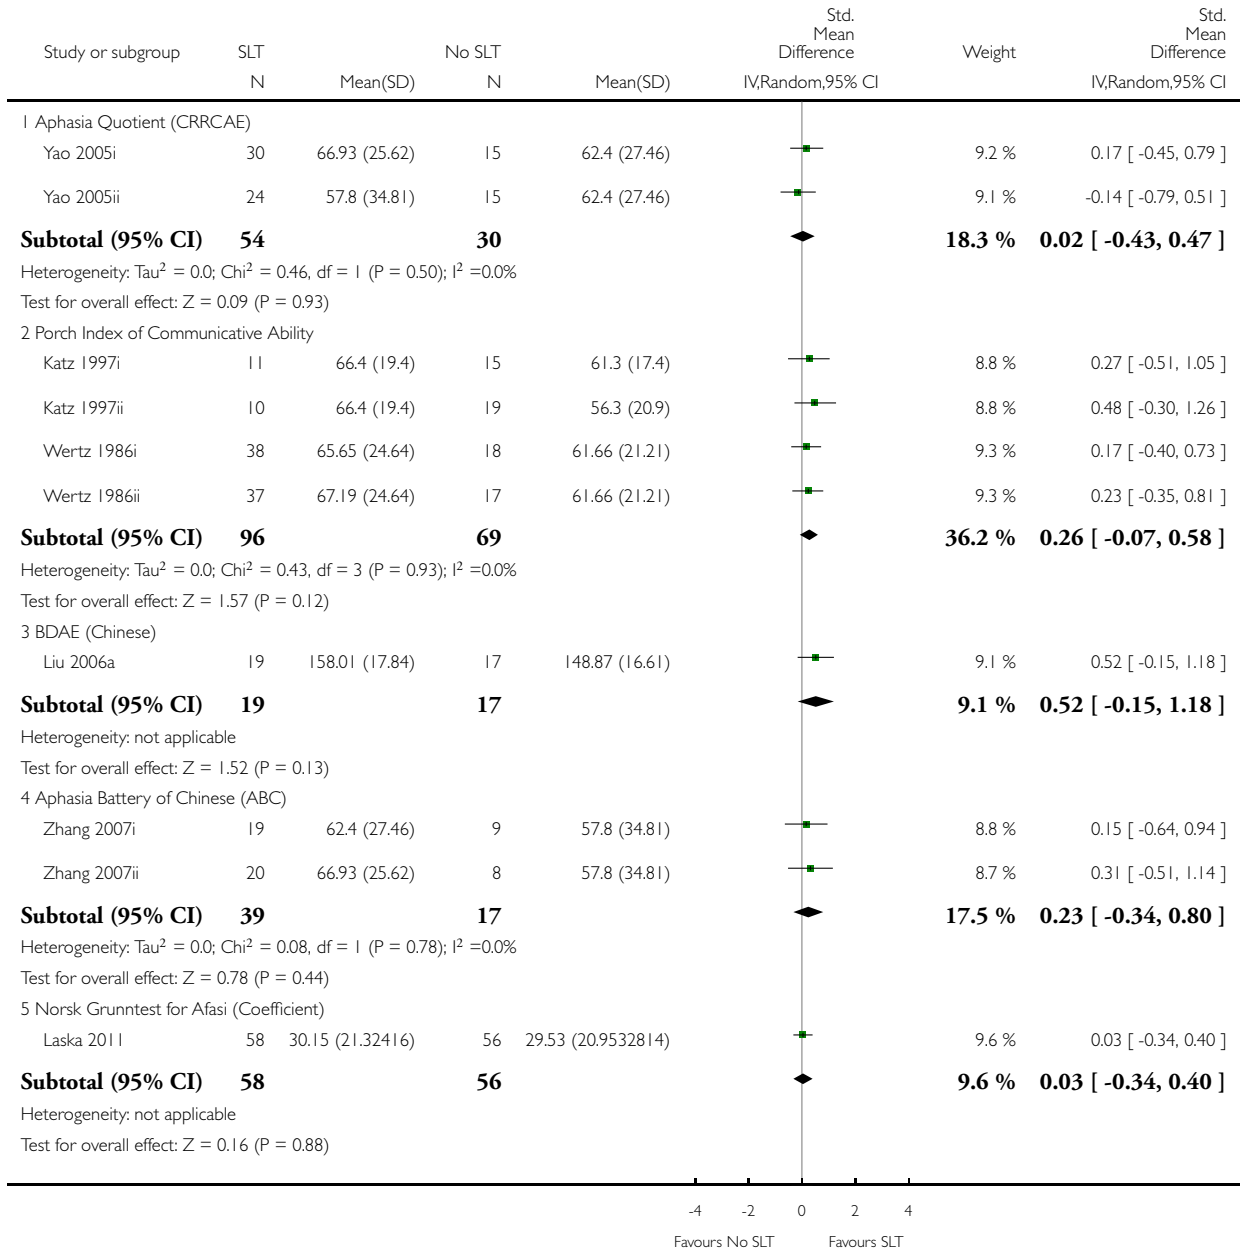 Study or subgroup SLT No SLT Std. Mean Difference Weight Std. Mean Difference
N Mean(SD) N Mean(SD) IV,Random,95% CI IV,Random,95% CI
1 Aphasia Quotient (CRRCAE)
Yao 2005i 30 66.93 (25.62) 15 62.4 (27.46) 9.2 % 0.17 [ -0.45, 0.79 ]
Yao 2005ii 24 57.8 (34.81) 15 62.4 (27.46) 9.1 % -0.14 [ -0.79, 0.51 ]
Subtotal (95% CI) 54 30 18.3 % 0.02 [ -0.43, 0.47 ]
Heterogeneity: Tau² = 0.0; Chi² = 0.46, df = 1 (P = 0.50); I² =0.0%
Test for overall effect: Z = 0.09 (P = 0.93)
2 Porch Index of Communicative Ability
Katz 1997i 11 66.4 (19.4) 15 61.3 (17.4) 8.8 % 0.27 [ -0.51, 1.05 ]
Katz 1997ii 10 66.4 (19.4) 19 56.3 (20.9) 8.8 % 0.48 [ -0.30, 1.26 ]
Wertz 1986i 38 65.65 (24.64) 18 61.66 (21.21) 9.3 % 0.17 [ -0.40, 0.73 ]
Wertz 1986ii 37 67.19 (24.64) 17 61.66 (21.21) 9.3 % 0.23 [ -0.35, 0.81 ]
Subtotal (95% CI) 96 69 36.2 % 0.26 [ -0.07, 0.58 ]
Heterogeneity: Tau² = 0.0; Chi² = 0.43, df = 3 (P = 0.93); I² =0.0%
Test for overall effect: Z = 1.57 (P = 0.12)
3 BDAE (Chinese)
Liu 2006a 19 158.01 (17.84) 17 148.87 (16.61) 9.1 % 0.52 [ -0.15, 1.18 ]
Subtotal (95% CI) 19 17 9.1 % 0.52 [ -0.15, 1.18 ]
Heterogeneity: not applicable
Test for overall effect: Z = 1.52 (P = 0.13)
4 Aphasia Battery of Chinese (ABC)
Zhang 2007i 19 62.4 (27.46) 9 57.8 (34.81) 8.8 % 0.15 [ -0.64, 0.94 ]
Zhang 2007ii 20 66.93 (25.62) 8 57.8 (34.81) 8.7 % 0.31 [ -0.51, 1.14 ]
Subtotal (95% CI) 39 17 17.5 % 0.23 [ -0.34, 0.80 ]
Heterogeneity: Tau² = 0.0; Chi² = 0.08, df = 1 (P = 0.78); I² =0.0%
Test for overall effect: Z = 0.78 (P = 0.44)
5 Norsk Grunntest for Afasi (Coefficient)
Laska 2011 58 30.15 (21.32416) 56 29.53 (20.9532814) 9.6 % 0.03 [ -0.34, 0.40 ]
Subtotal (95% CI) 58 56 9.6 % 0.03 [ -0.34, 0.40 ]
Heterogeneity: not applicable
Test for overall effect: Z = 0.16 (P = 0.88)
-4 -2 0 2 4
Favours No SLT Favours SLT